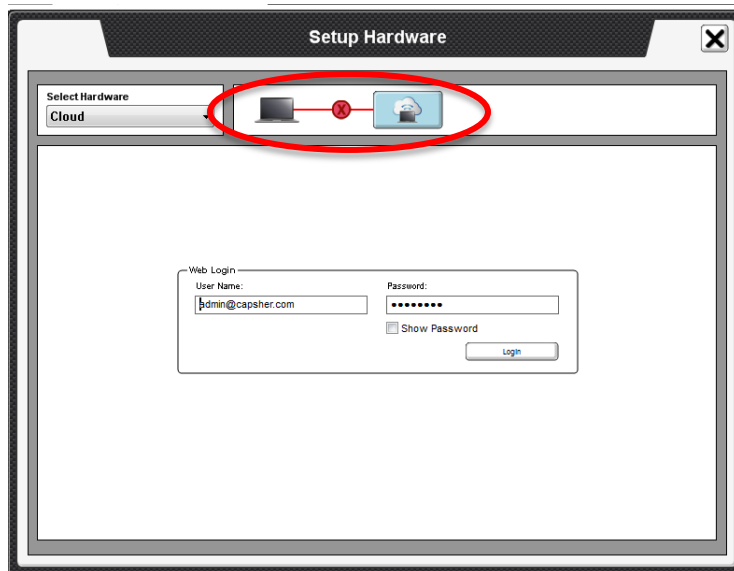 Setup Hardware
X
Select Hardware
Cloud
X
Web Login
User Name:
Password:
admin@capsher.com
••••••••
Show Password
Login